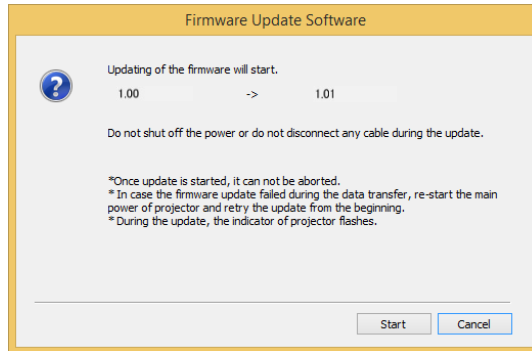 Firmware Update Software
Updating of the firmware will start.
1.00 -> 1.01
Do not shut off the power or do not disconnect any cable during the update.
*Once update is started, it can not be aborted.
* In case the firmware update failed during the data transfer, re-start the main
power of projector and retry the update from the beginning.
* During the update, the indicator of projector flashes.
Start Cancel